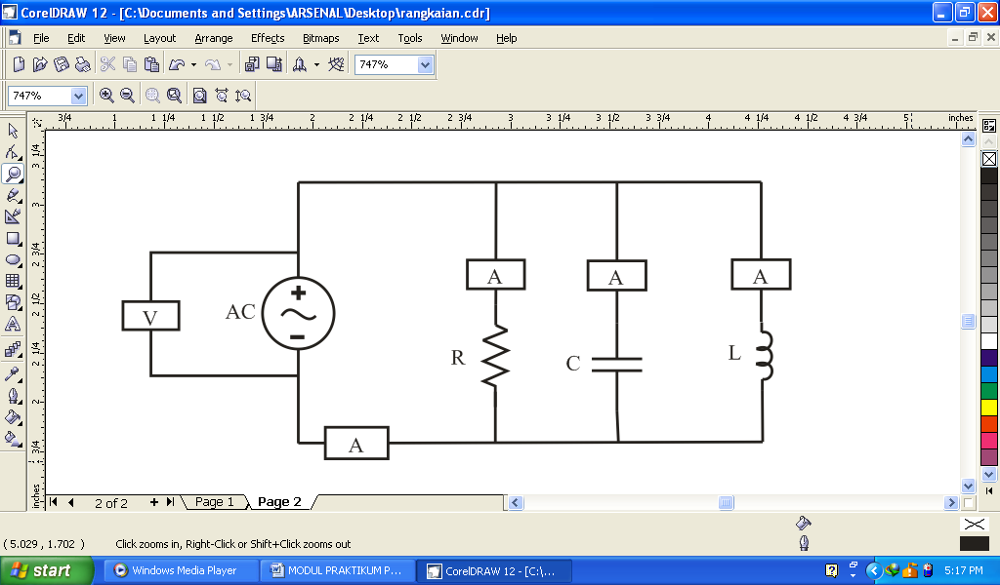 CorelDRAW 12 - [C:\Documents and Settings\ARSENAL\Desktop\rangkaian.cdr]
File Edit View Layout Arrange Effects Bitmaps Text Tools Window Help
747%
747%
3/4 1 1 1/4 1 1/2 1 3/4 2 2 1/4 2 1/2 2 3/4 3 3 1/4 3 1/2 3 3/4 4 4 1/4 4 1/2 4 3/4 5 inches
3 1/4
3
2 3/4
2 1/2
2 1/4
2
1 3/4
inches
A A A
V AC
R C L
A
2 of 2 Page 1 Page 2
( 5.029 , 1.702 ) Click zooms in, Right-Click or Shift+Click zooms out
start Windows Media Player MODUL PRAKTIKUM P... CorelDRAW 12 - [C:\... 5:17 PM